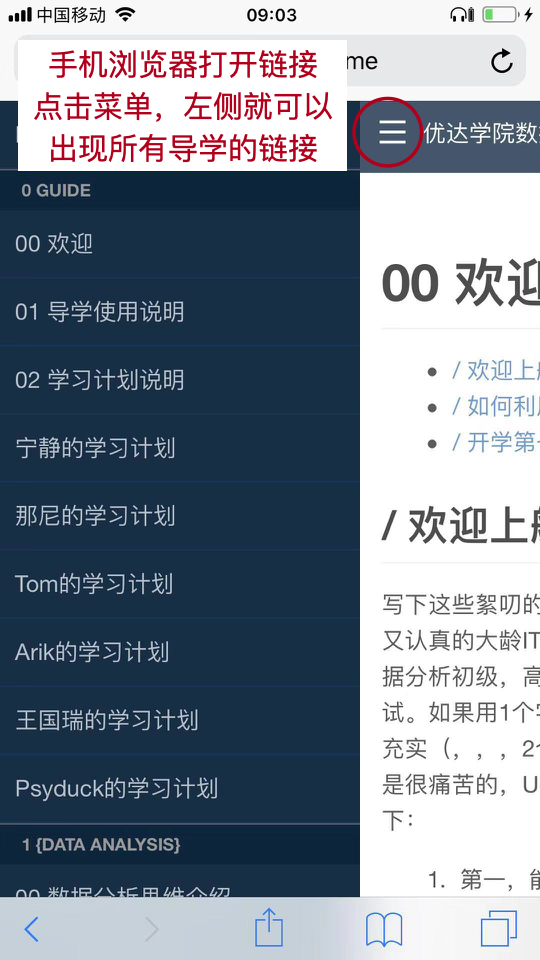 中国移动
09:03
手机浏览器打开链接
点击菜单，左侧就可以
出现所有导学的链接
me
优达学院数
0 GUIDE
00 欢迎
01 导学使用说明
02 学习计划说明
宁静的学习计划
那尼的学习计划
Tom的学习计划
Arik的学习计划
王国瑞的学习计划
Psyduck的学习计划
1 {DATA ANALYSIS}
00 数据分析思维介绍
00 欢迎
/ 欢迎上
/ 如何利
/ 开学第
/ 欢迎上
写下这些絮叨的
又认真的大龄IT
据分析初级，高
试。如果用1个字
充实（，，，2
是很痛苦的，U
下：
1. 第一，能